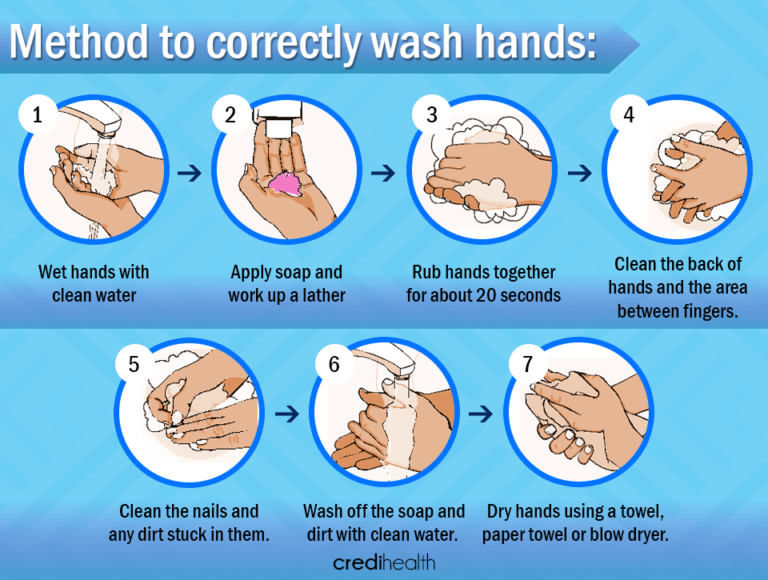 Method to correctly wash hands:
1
2
3
4
Wet hands with
clean water
Apply soap and
work up a lather
Rub hands together
for about 20 seconds
Clean the back of
hands and the area
between fingers.
5
6
7
Clean the nails and
any dirt stuck in them.
Wash off the soap and
dirt with clean water.
Dry hands using a towel,
paper towel or blow dryer.
credihealth